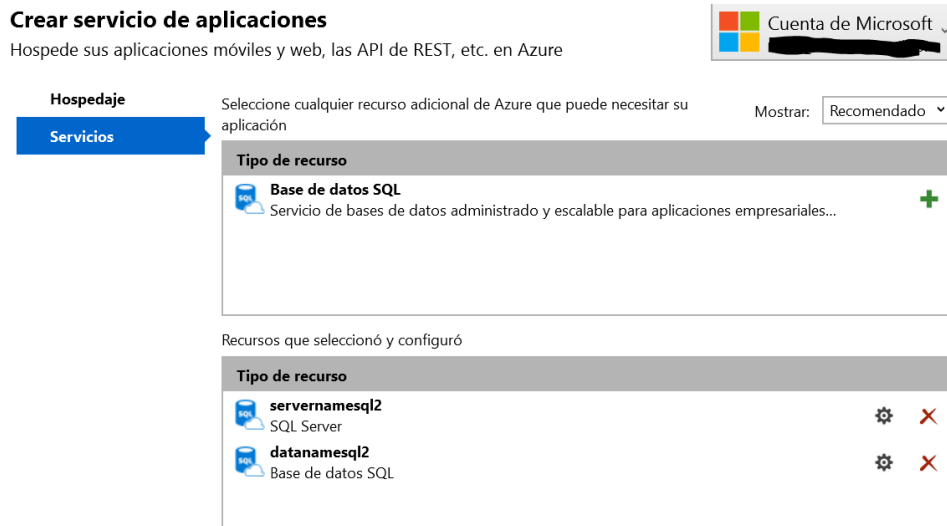 Crear servicio de aplicaciones
Hospede sus aplicaciones móviles y web, las API de REST, etc. en Azure
Cuenta de Microsoft
Hospedaje
Servicios
Seleccione cualquier recurso adicional de Azure que puede necesitar su
aplicación
Mostrar: Recomendado
Tipo de recurso
Base de datos SQL
Servicio de bases de datos administrado y escalable para aplicaciones empresariales...
Recursos que seleccionó y configuró
Tipo de recurso
servernamesql2
SQL Server
datanamesql2
Base de datos SQL